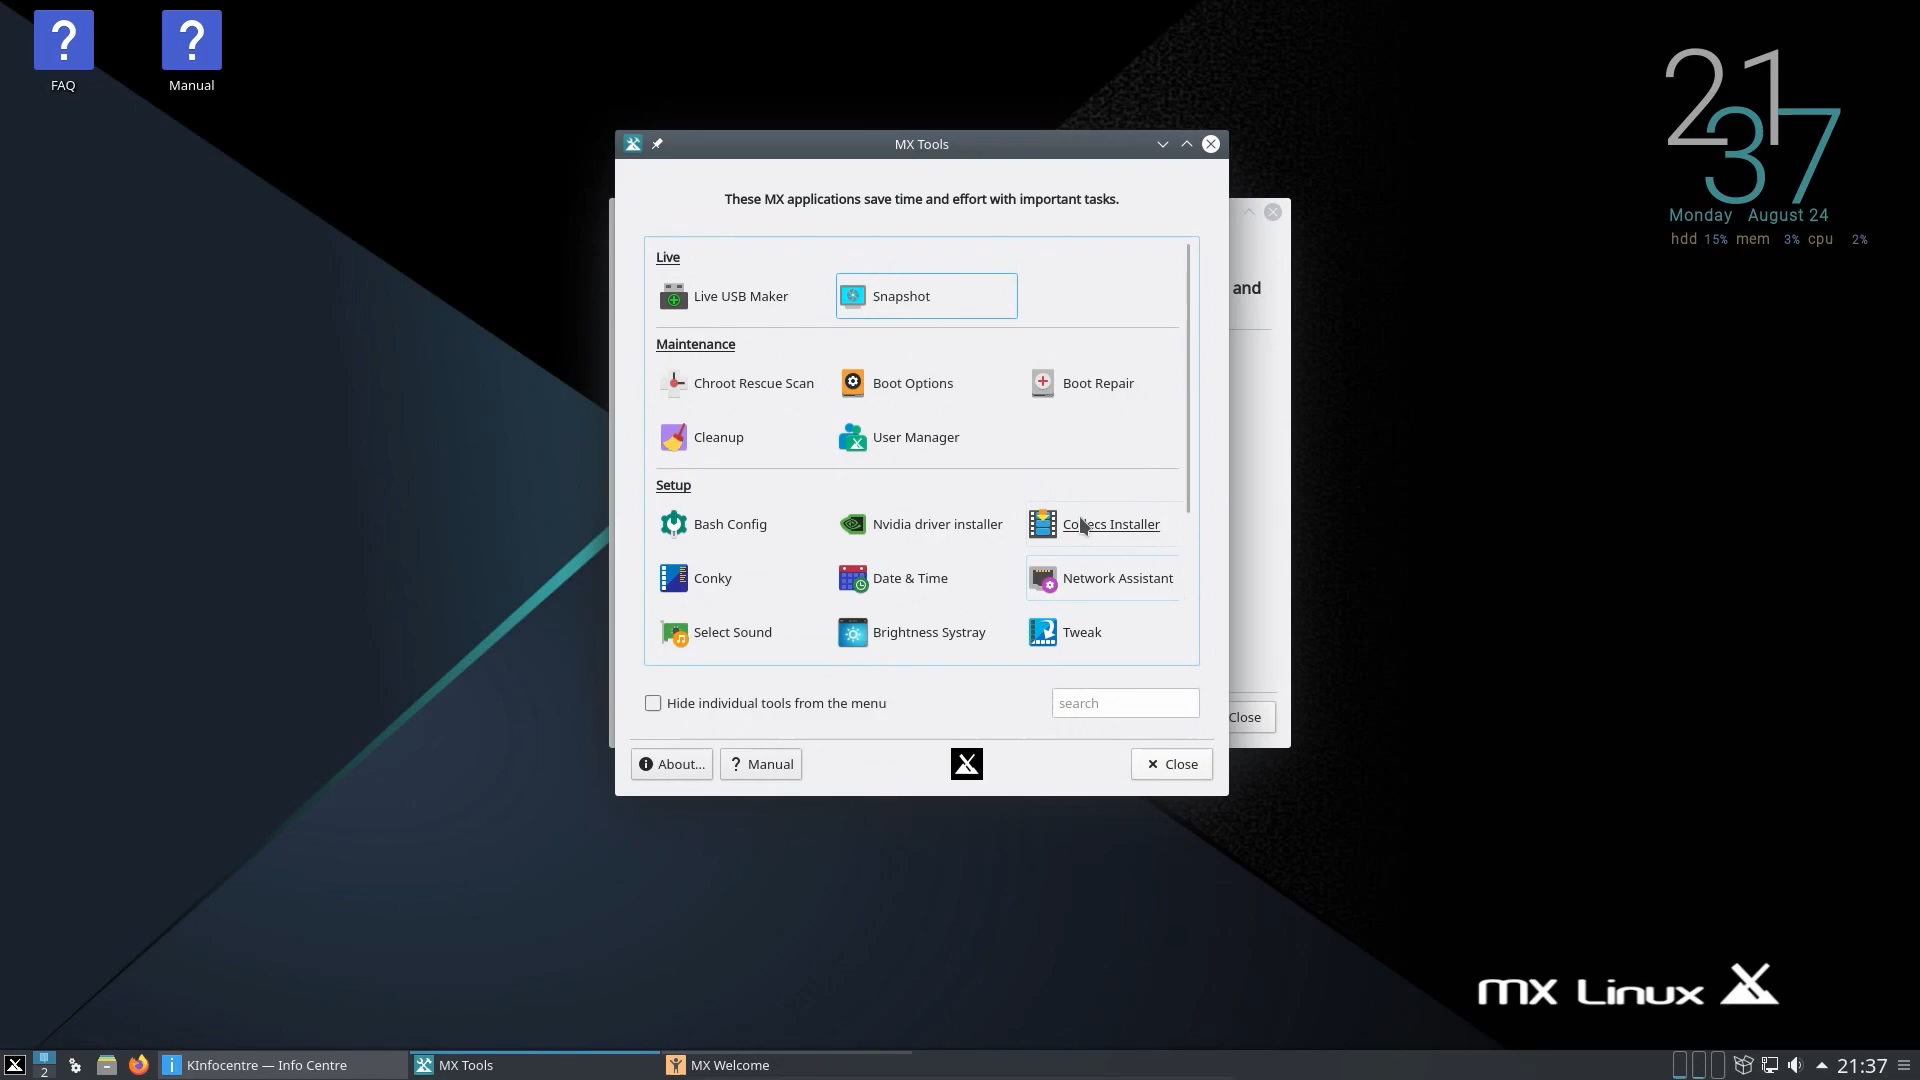 FAQ
Manual
21
37
Monday August 24
hdd 15% mem 3% cpu 2%
MX Tools
These MX applications save time and effort with important tasks.
and
Live
Live USB Maker
Snapshot
Maintenance
Chroot Rescue Scan
Boot Options
Boot Repair
Cleanup
User Manager
Setup
Bash Config
Nvidia driver installer
Codecs Installer
Conky
Date & Time
Network Assistant
Select Sound
Brightness Systray
Tweak
Hide individual tools from the menu
search
Close
About...
? Manual
Close
MX Linux
2
KInfocentre — Info Centre
MX Tools
MX Welcome
21:37